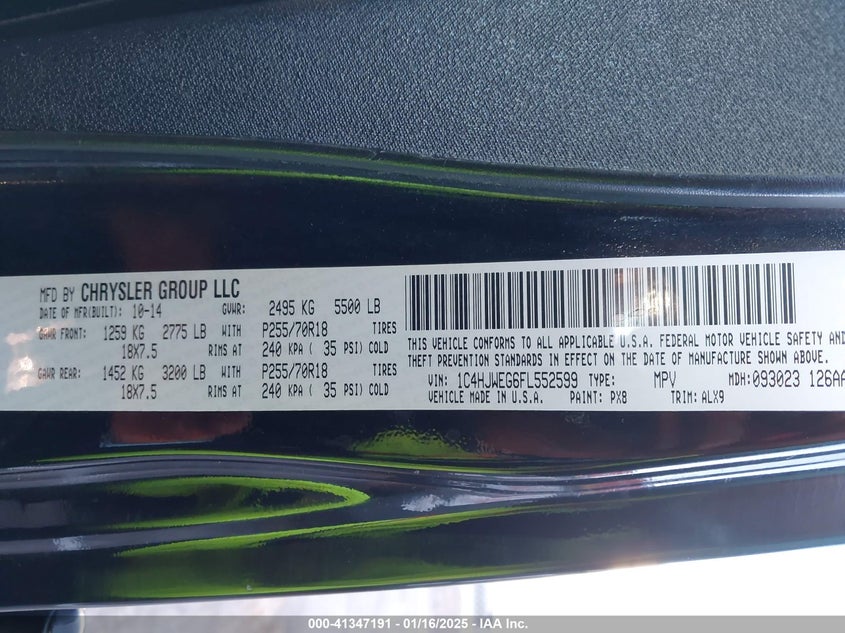 MFD BY CHRYSLER GROUP LLC
DATE OF MFR(BUILT): 10-14 GVWR: 2495 KG 5500 LB
GAWR FRONT: 1259 KG 2775 LB WITH P255/70R18 TIRES
18X7.5 RIMS AT 240 KPA ( 35 PSI) COLD
GAWR REAR: 1452 KG 3200 LB WITH P255/70R18 TIRES
18X7.5 RIMS AT 240 KPA ( 35 PSI) COLD
THIS VEHICLE CONFORMS TO ALL APPLICABLE U.S.A. FEDERAL MOTOR VEHICLE SAFETY AND
THEFT PREVENTION STANDARDS IN EFFECT ON THE DATE OF MANUFACTURE SHOWN ABOVE.
VIN: 1C4HJWEG6FL552599 TYPE: MPV MDH: 093023 126AA
VEHICLE MADE IN U.S.A. PAINT: PX8 TRIM: ALX9
000-41347191 - 01/16/2025 - IAA Inc.